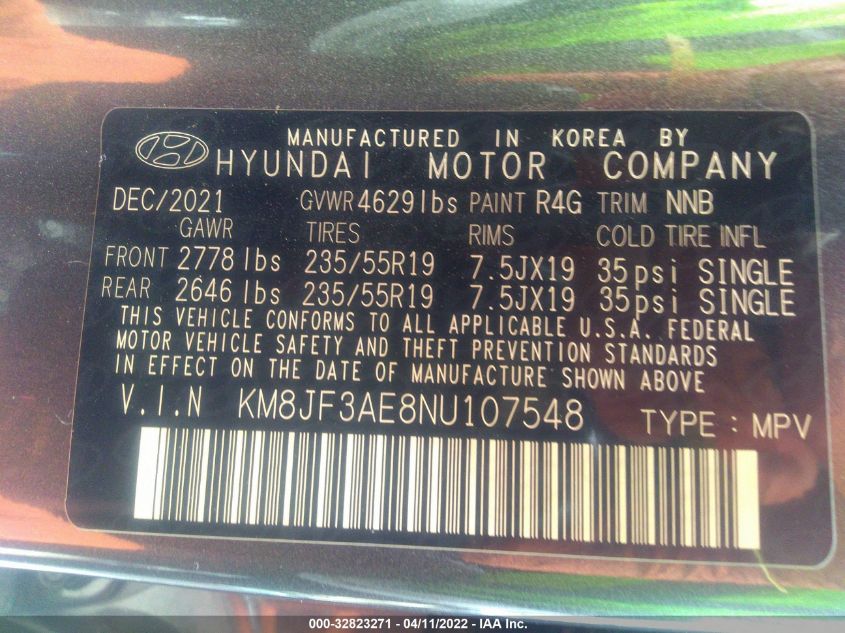 MANUFACTURED IN KOREA BY
HYUNDAI MOTOR COMPANY
DEC/2021 GVWR 4629lbs PAINT R4G TRIM NNB
GAWR TIRES RIMS COLD TIRE INFL
FRONT 2778 lbs 235/55R19 7.5JX19 35psi SINGLE
REAR 2646 lbs 235/55R19 7.5JX19 35psi SINGLE
THIS VEHICLE CONFORMS TO ALL APPLICABLE U.S.A. FEDERAL
MOTOR VEHICLE SAFETY AND THEFT PREVENTION STANDARDS
IN EFFECT ON THE DATE OF MANUFACTURE SHOWN ABOVE
V.I.N KM8JF3AE8NU107548 TYPE : MPV
000-32823271 - 04/11/2022 - IAA Inc.